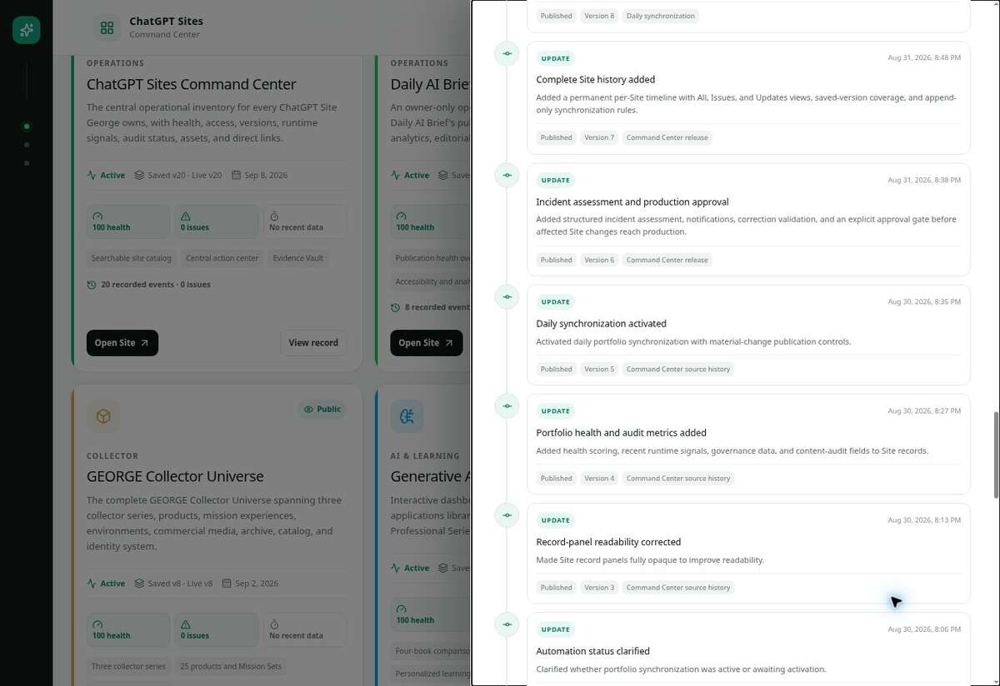 ChatGPT Sites
Command Center
OPERATIONS
ChatGPT Sites Command Center
The central operational inventory for every ChatGPT Site
George owns, with health, access, versions, runtime
signals, audit status, assets, and direct links.
Active
Saved v20 · Live v20
Sep 8, 2026
100 health
0 issues
No recent data
Searchable site catalog
Central action center
Evidence Vault
20 recorded events · 0 issues
Open Site
View record
OPERATIONS
Daily AI Brie
An owner-only op
Daily AI Brief's pu
analytics, editoria
Active
Save
100 health
Publication health ov
Accessibility and anal
8 recorded event
Open Site
Public
COLLECTOR
GEORGE Collector Universe
The complete GEORGE Collector Universe spanning three
collector series, products, mission experiences,
environments, commercial media, archive, catalog, and
identity system.
Active
Saved v8 · Live v8
Sep 2, 2026
100 health
0 issues
No recent data
Three collector series
25 products and Mission Sets
AI & LEARNING
Generative A
Interactive dashb
applications librar
Professional Serie
Active
Save
100 health
Four-book compariso
Personalized learning
Published
Version 8
Daily synchronization
UPDATE
Aug 31, 2026, 8:48 PM
Complete Site history added
Added a permanent per-Site timeline with All, Issues, and Updates views, saved-version coverage, and append-
only synchronization rules.
Published
Version 7
Command Center release
UPDATE
Aug 31, 2026, 8:38 PM
Incident assessment and production approval
Added structured incident assessment, notifications, correction validation, and an explicit approval gate before
affected Site changes reach production.
Published
Version 6
Command Center release
UPDATE
Aug 30, 2026, 8:35 PM
Daily synchronization activated
Activated daily portfolio synchronization with material-change publication controls.
Published
Version 5
Command Center source history
UPDATE
Aug 30, 2026, 8:27 PM
Portfolio health and audit metrics added
Added health scoring, recent runtime signals, governance data, and content-audit fields to Site records.
Published
Version 4
Command Center source history
UPDATE
Aug 30, 2026, 8:13 PM
Record-panel readability corrected
Made Site record panels fully opaque to improve readability.
Published
Version 3
Command Center source history
UPDATE
Aug 30, 2026, 8:06 PM
Automation status clarified
Clarified whether portfolio synchronization was active or awaiting activation.